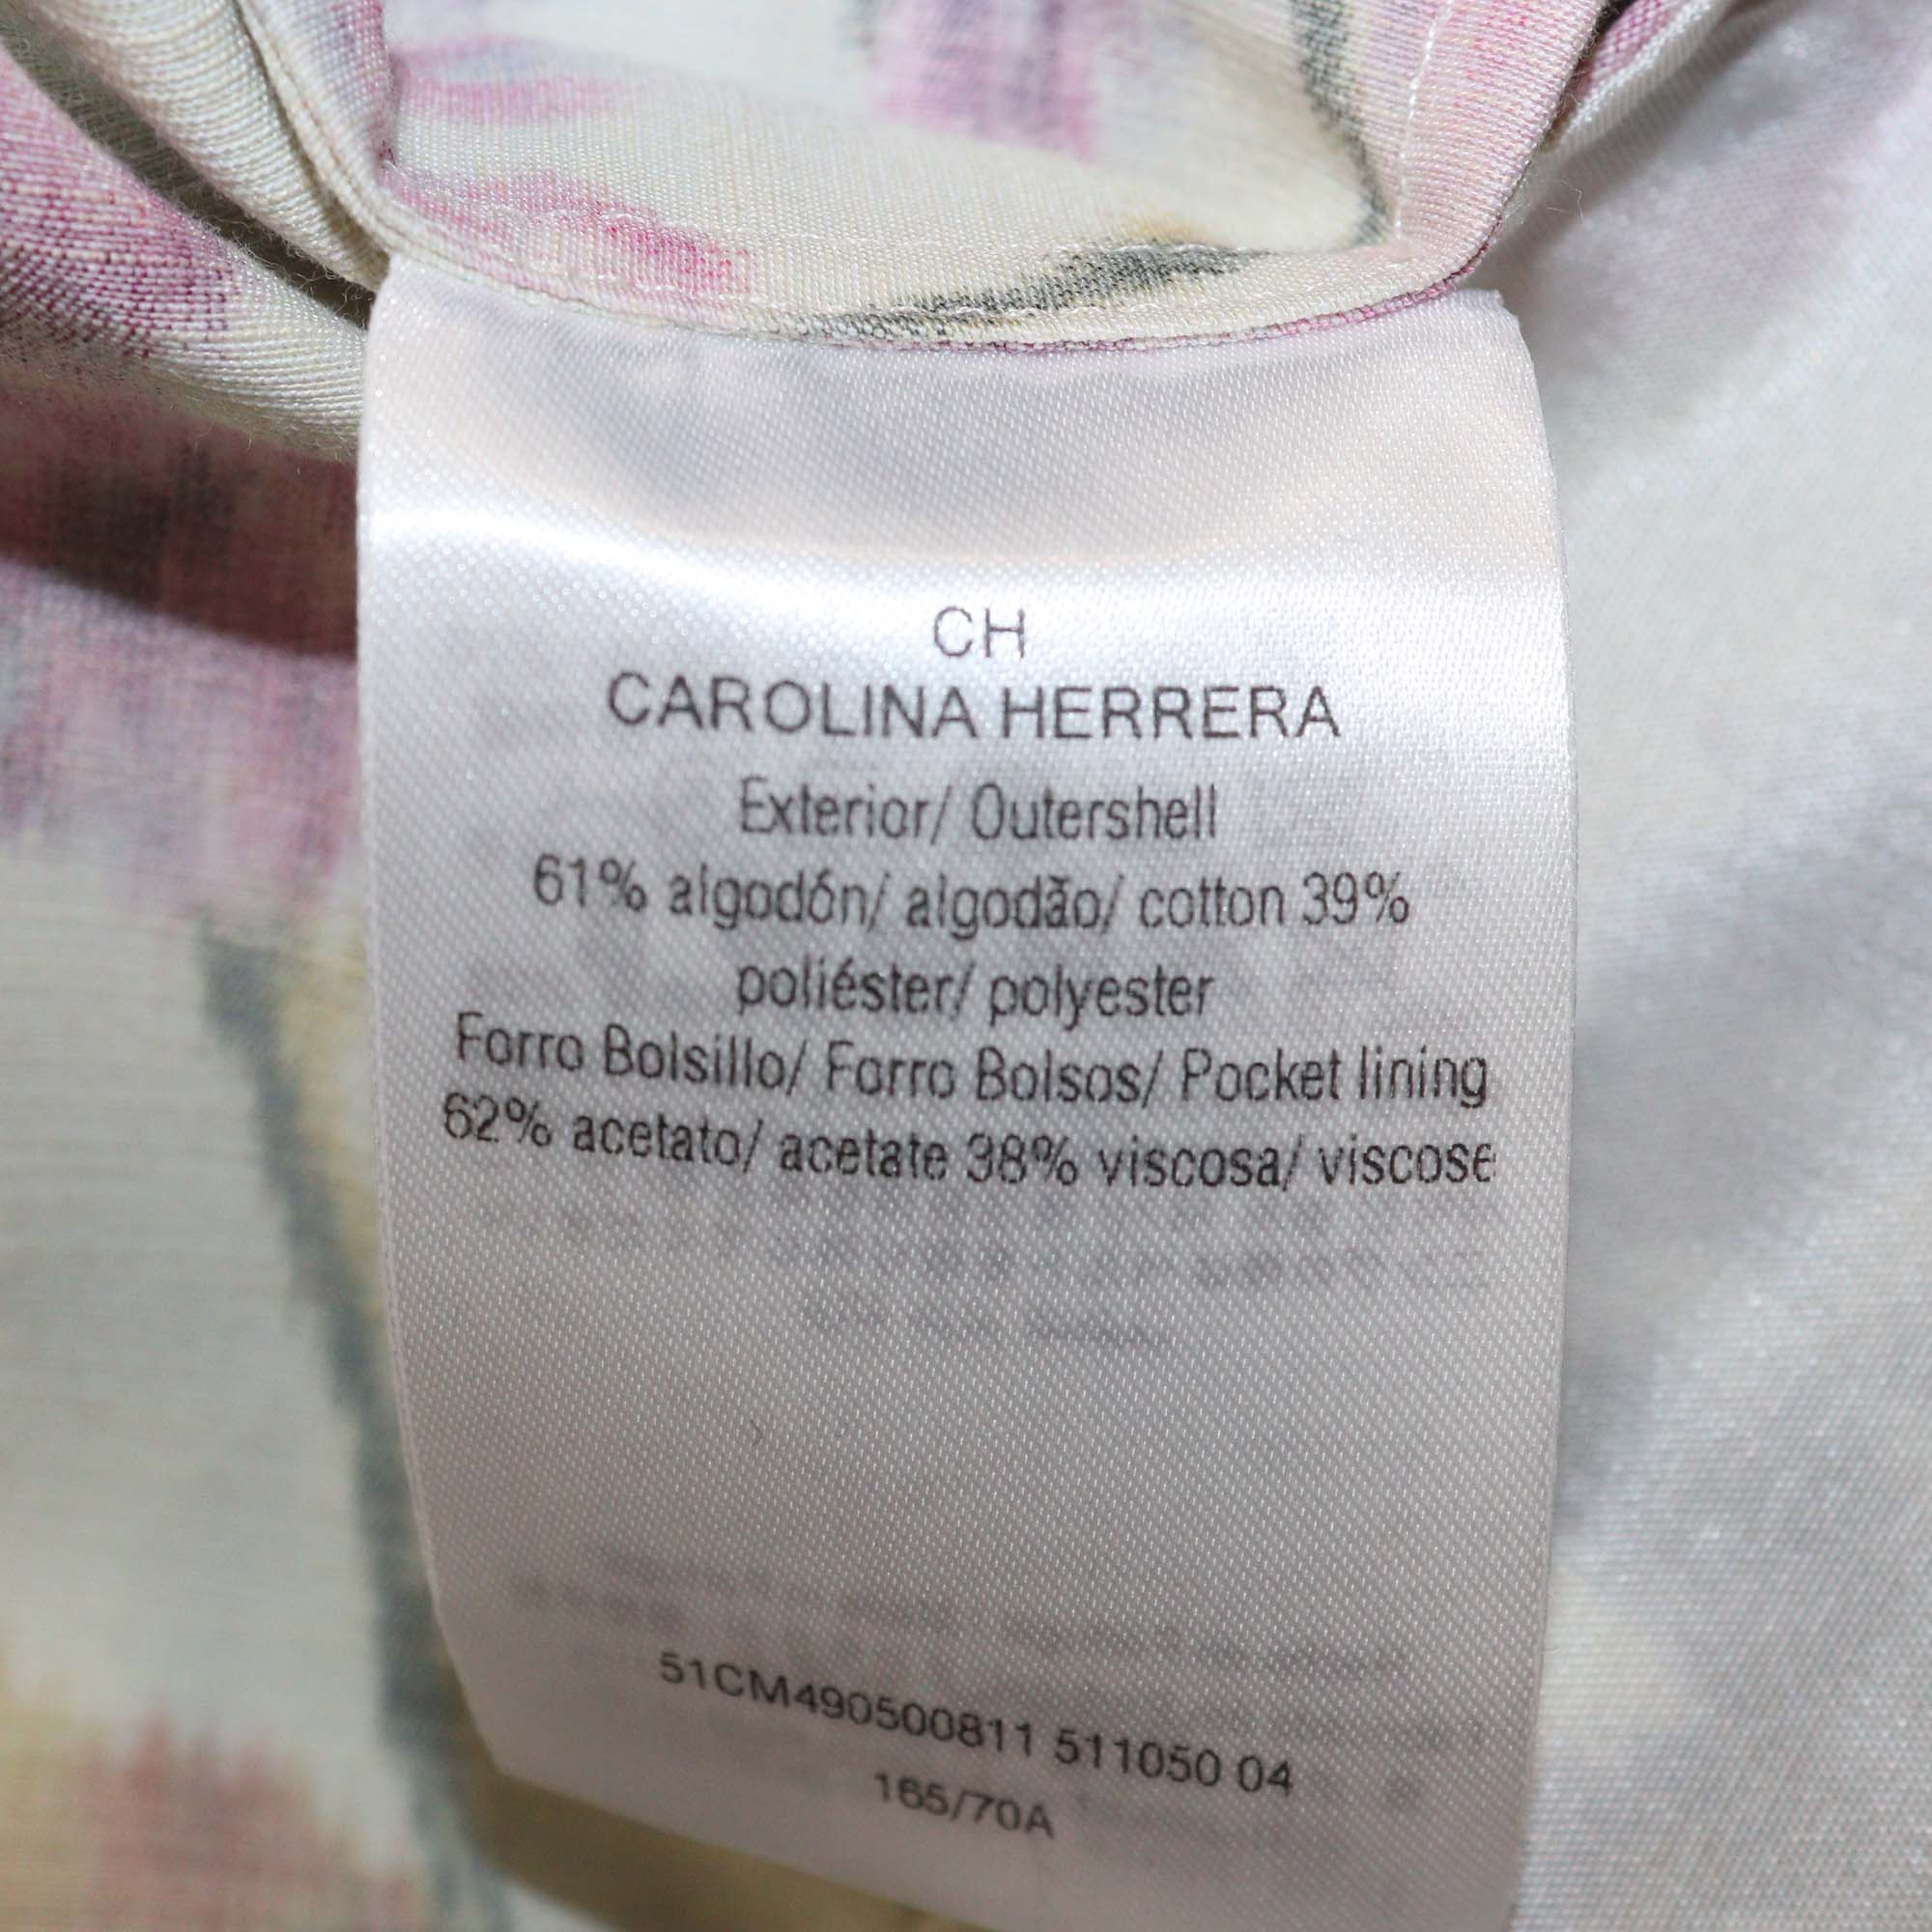 CH
CAROLINA HERRERA
Exterior/ Outershell
61% algodón/ algodão/ cotton 39%
poliéster/ polyester
Forro Bolsillo/ Forro Bolsos/ Pocket lining
62% acetato/ acetate 38% viscosa/ viscose
51CM490500811 511050 04
165/70A